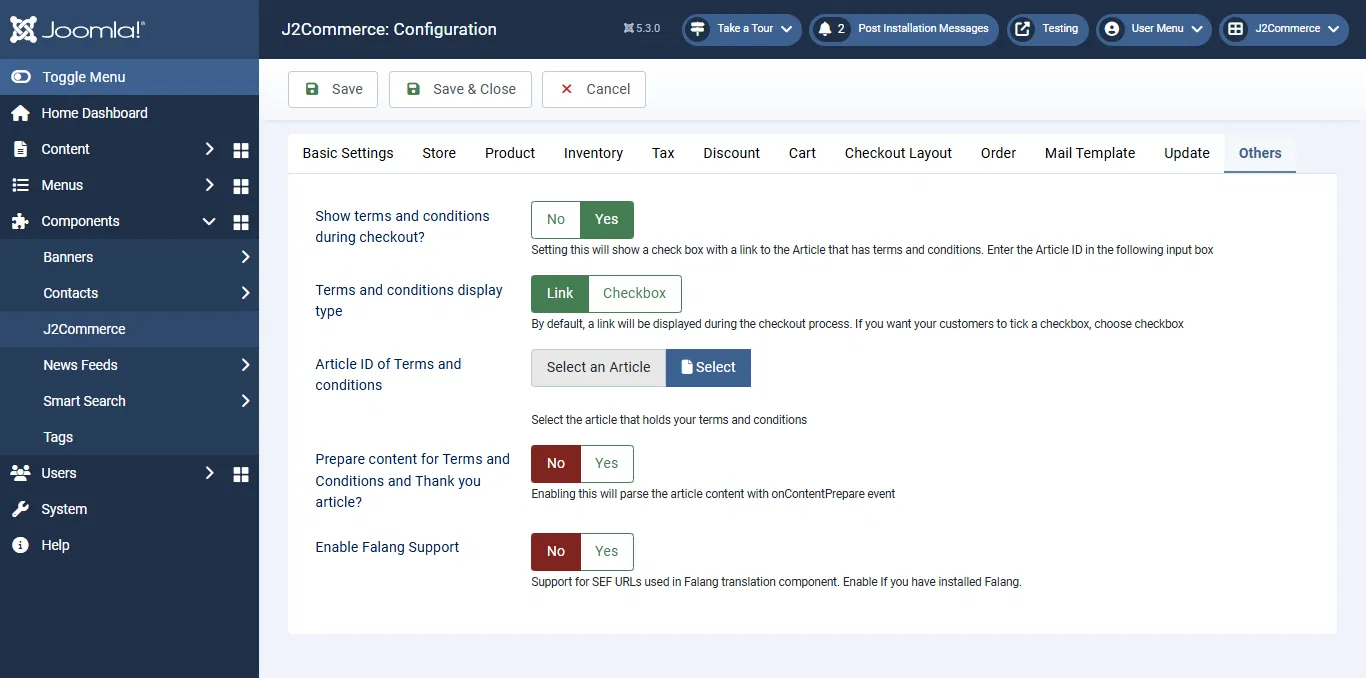 Joomla!®
J2Commerce: Configuration
5.3.0
Take a Tour
2 Post Installation Messages
Testing
User Menu
J2Commerce
Toggle Menu
Home Dashboard
Content
Menus
Components
Banners
Contacts
J2Commerce
News Feeds
Smart Search
Tags
Users
System
Help
Save
Save & Close
Cancel
Basic Settings Store Product Inventory Tax Discount Cart Checkout Layout Order Mail Template Update Others
Show terms and conditions
during checkout?
No Yes
Setting this will show a check box with a link to the Article that has terms and conditions. Enter the Article ID in the following input box
Terms and conditions display
type
Link Checkbox
By default, a link will be displayed during the checkout process. If you want your customers to tick a checkbox, choose checkbox
Article ID of Terms and
conditions
Select an Article Select
Select the article that holds your terms and conditions
Prepare content for Terms and
Conditions and Thank you
article?
No Yes
Enabling this will parse the article content with onContentPrepare event
Enable Falang Support
No Yes
Support for SEF URLs used in Falang translation component. Enable If you have installed Falang.